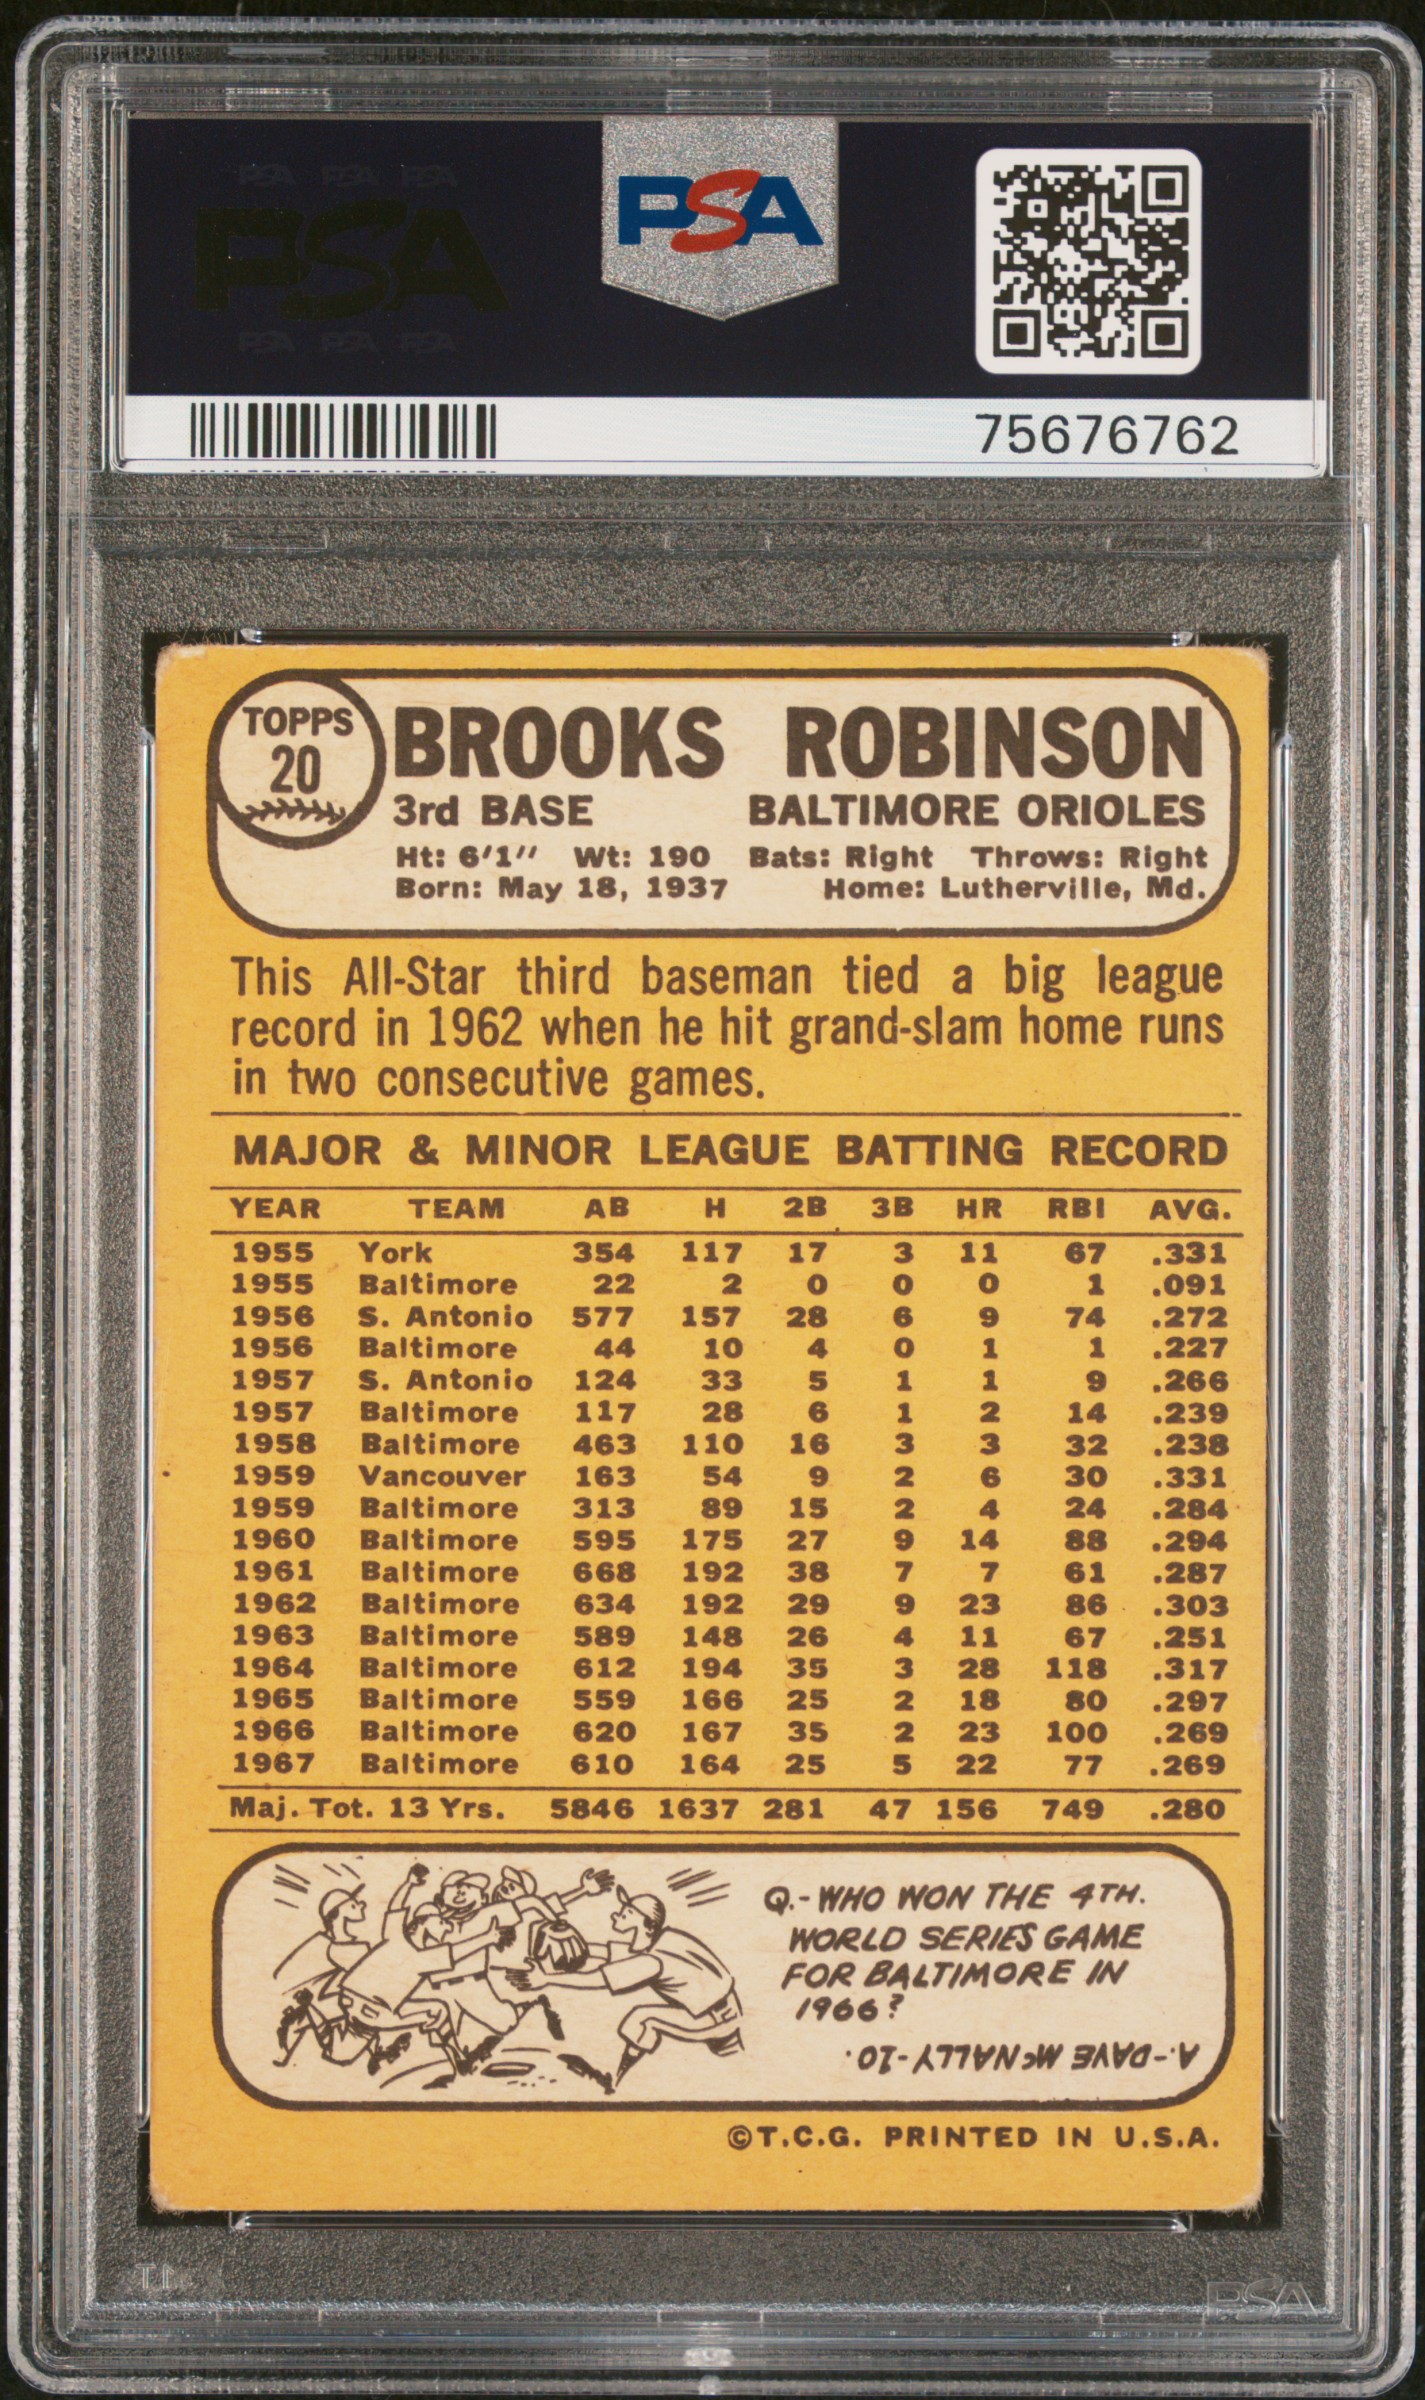 PSA PSA PSA
PSA
PSA PSA PSA
PSA
75676762
TOPPS
20
BROOKS ROBINSON
3rd BASE BALTIMORE ORIOLES
Ht: 6'1" Wt: 190 Bats: Right Throws: Right
Born: May 18, 1937 Home: Lutherville, Md.
This All-Star third baseman tied a big league
record in 1962 when he hit grand-slam home runs
in two consecutive games.
MAJOR & MINOR LEAGUE BATTING RECORD
YEAR TEAM AB H 2B 3B HR RBI AVG.
1955 York 354 117 17 3 11 67 .331
1955 Baltimore 22 2 0 0 0 1 .091
1956 S. Antonio 577 157 28 6 9 74 .272
1956 Baltimore 44 10 4 0 1 1 .227
1957 S. Antonio 124 33 5 1 1 9 .266
1957 Baltimore 117 28 6 1 2 14 .239
1958 Baltimore 463 110 16 3 3 32 .238
1959 Vancouver 163 54 9 2 6 30 .331
1959 Baltimore 313 89 15 2 4 24 .284
1960 Baltimore 595 175 27 9 14 88 .294
1961 Baltimore 668 192 38 7 7 61 .287
1962 Baltimore 634 192 29 9 23 86 .303
1963 Baltimore 589 148 26 4 11 67 .251
1964 Baltimore 612 194 35 3 28 118 .317
1965 Baltimore 559 166 25 2 18 80 .297
1966 Baltimore 620 167 35 2 23 100 .269
1967 Baltimore 610 164 25 5 22 77 .269
Maj. Tot. 13 Yrs. 5846 1637 281 47 156 749 .280
Q.- WHO WON THE 4TH.
WORLD SERIES GAME
FOR BALTIMORE IN
1966?
A.-DAVE McNALLY-10.
©T.C.G. PRINTED IN U.S.A.
PSA